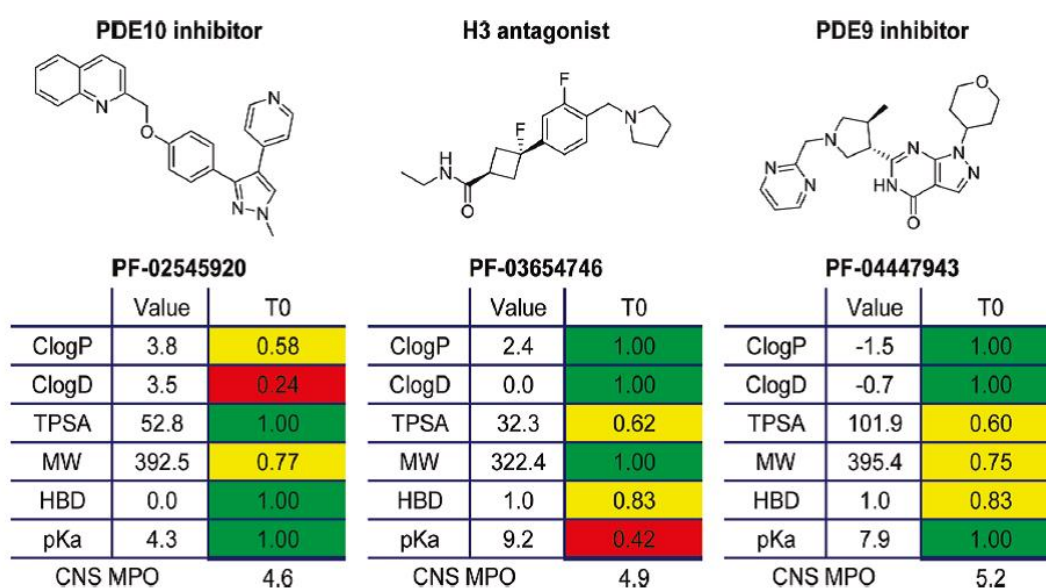 PDE10 inhibitor
H3 antagonist
PDE9 inhibitor
N
O
N
N
N
F
F
N
H
N
O
O
N
N
N
N
N
N
N
HN
O
PF-02545920
PF-03654746
PF-04447943
Value T0
ClogP 3.8 0.58
ClogD 3.5 0.24
TPSA 52.8 1.00
MW 392.5 0.77
HBD 0.0 1.00
pKa 4.3 1.00
CNS MPO 4.6
Value T0
ClogP 2.4 1.00
ClogD 0.0 1.00
TPSA 32.3 0.62
MW 322.4 1.00
HBD 1.0 0.83
pKa 9.2 0.42
CNS MPO 4.9
Value T0
ClogP -1.5 1.00
ClogD -0.7 1.00
TPSA 101.9 0.60
MW 395.4 0.75
HBD 1.0 0.83
pKa 7.9 1.00
CNS MPO 5.2